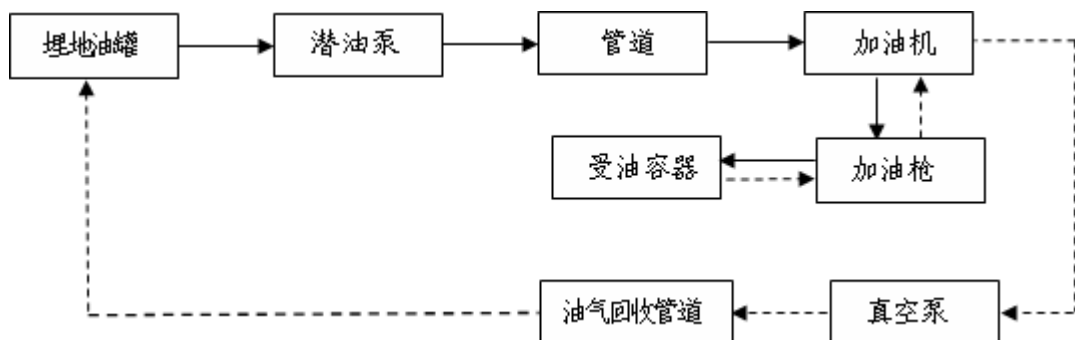 埋地油罐
潜油泵
管道
加油机
受油容器
加油枪
油气回收管道
真空泵